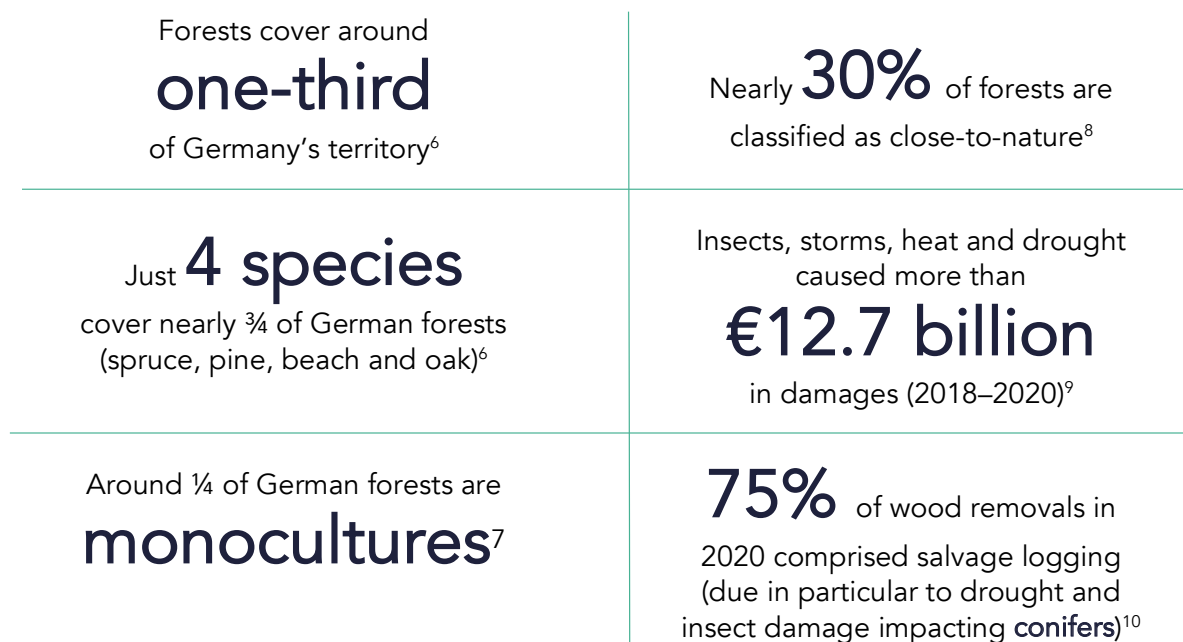 Forests cover around
one-third
of Germany’s territory⁶
Nearly 30% of forests are
classified as close-to-nature⁸
Just 4 species
cover nearly ¾ of German forests
(spruce, pine, beach and oak)⁶
Insects, storms, heat and drought
caused more than
€12.7 billion
in damages (2018–2020)⁹
Around ¼ of German forests are
monocultures⁷
75% of wood removals in
2020 comprised salvage logging
(due in particular to drought and
insect damage impacting conifers)¹⁰